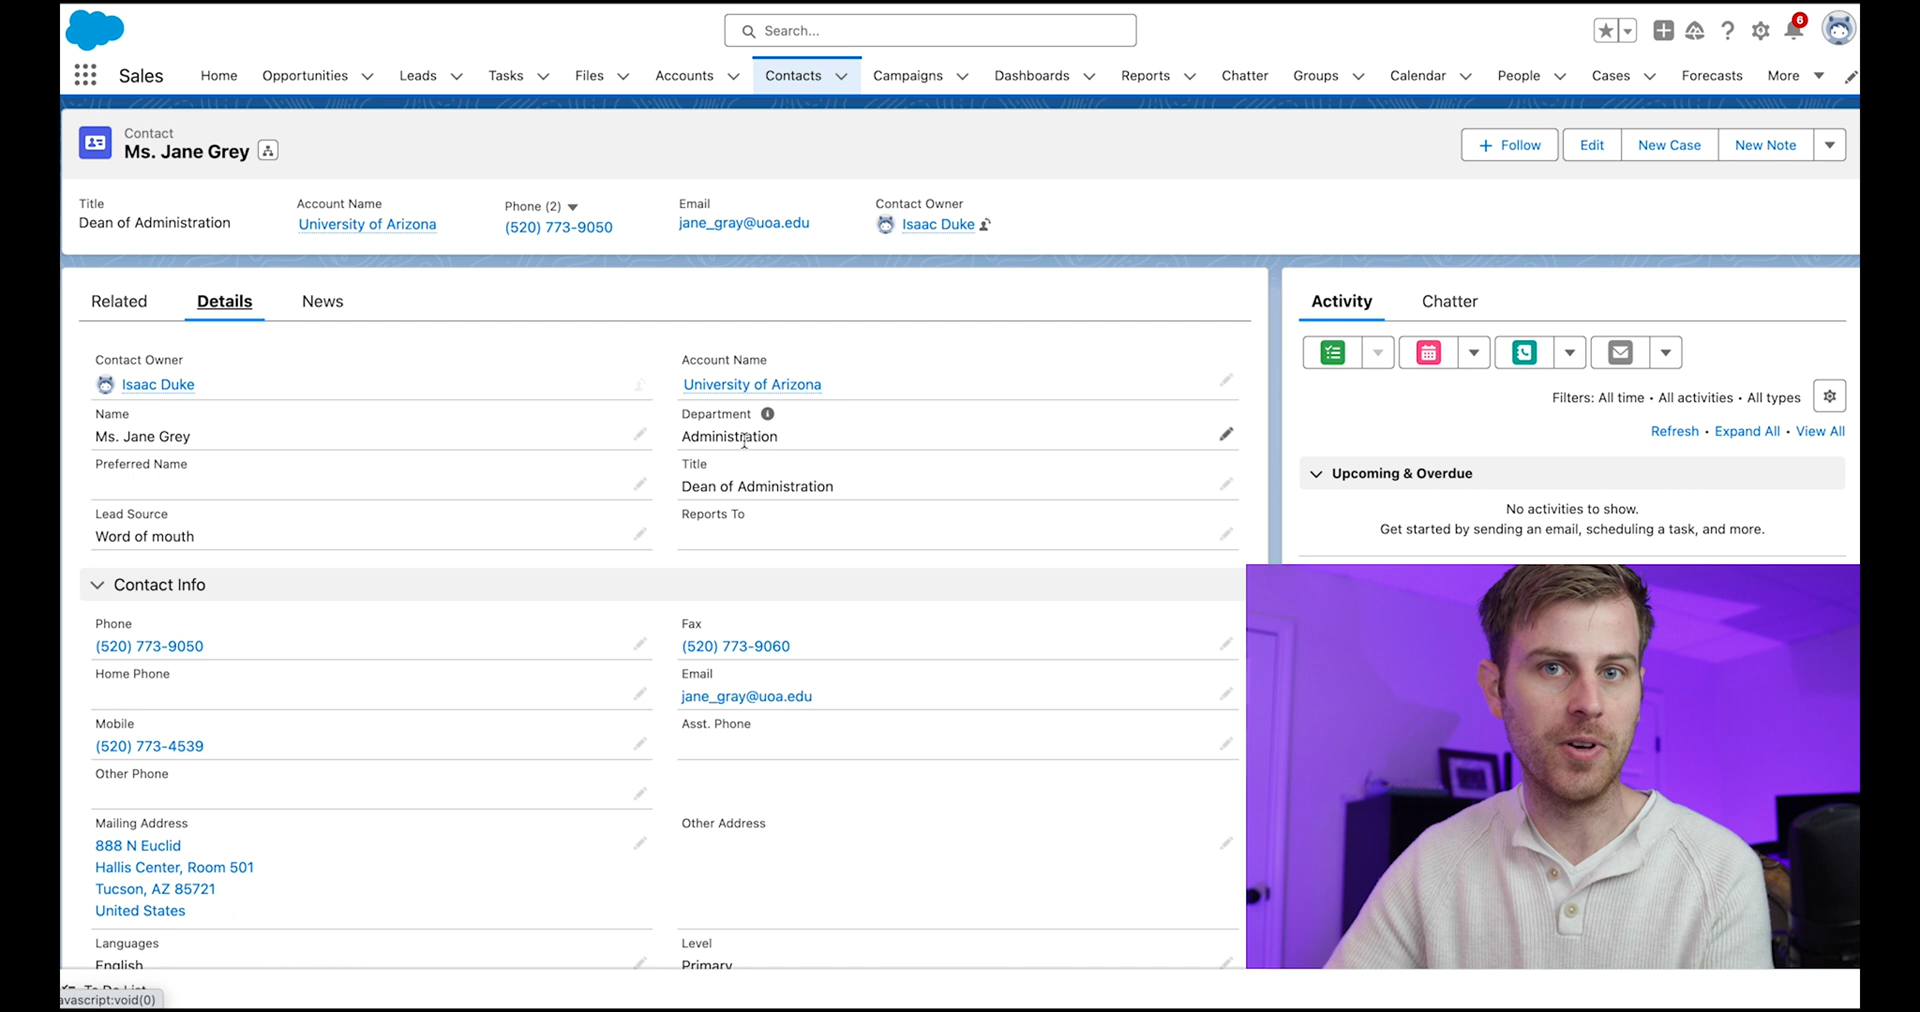 Search...
6
Sales
Home
Opportunities
Leads
Tasks
Files
Accounts
Contacts
Campaigns
Dashboards
Reports
Chatter
Groups
Calendar
People
Cases
Forecasts
More
Contact
Ms. Jane Grey
Follow
Edit
New Case
New Note
Title
Dean of Administration
Account Name
University of Arizona
Phone (2)
(520) 773-9050
Email
jane_gray@uoa.edu
Contact Owner
Isaac Duke
Related
Details
News
Contact Owner
Isaac Duke
Account Name
University of Arizona
Name
Ms. Jane Grey
Department
Administration
Preferred Name
Title
Dean of Administration
Lead Source
Word of mouth
Reports To
Contact Info
Phone
(520) 773-9050
Fax
(520) 773-9060
Home Phone
Email
jane_gray@uoa.edu
Mobile
(520) 773-4539
Asst. Phone
Other Phone
Mailing Address
888 N Euclid
Hallis Center, Room 501
Tucson, AZ 85721
United States
Other Address
Languages
English
Level
Primary
Activity
Chatter
Filters: All time • All activities • All types
Refresh • Expand All • View All
Upcoming & Overdue
No activities to show.
Get started by sending an email, scheduling a task, and more.
To Do List
avascript:void(0)